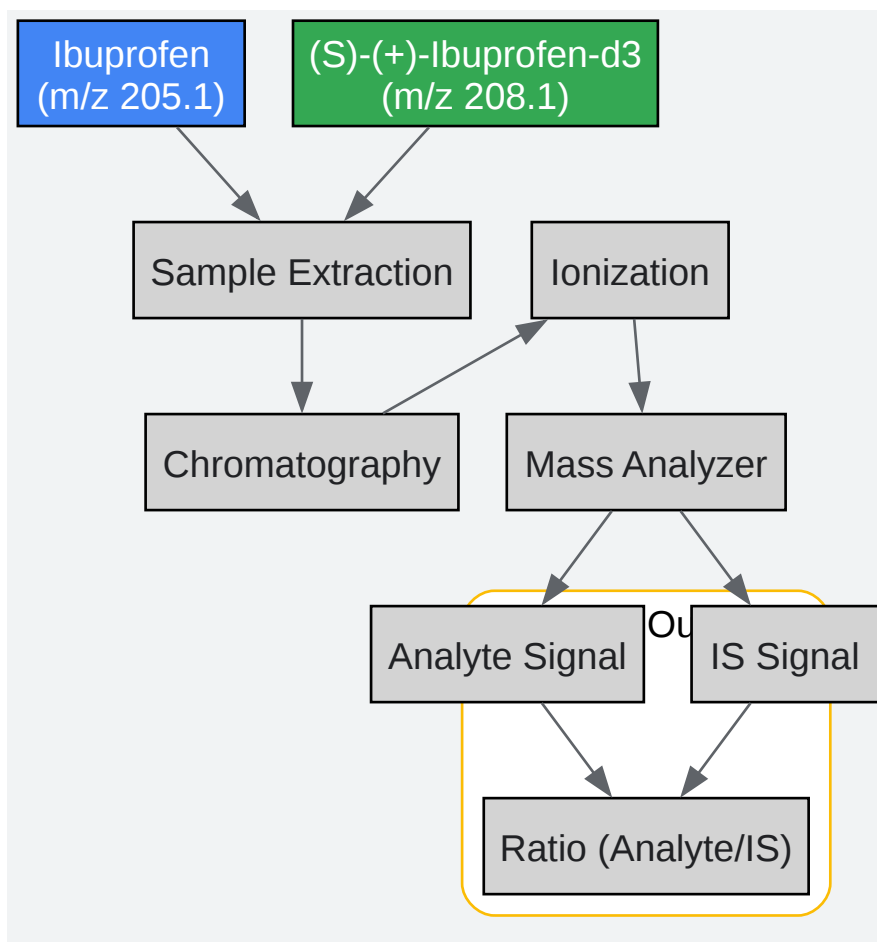 Ibuprofen
(m/z 205.1)
(S)-(+)-Ibuprofen-d3
(m/z 208.1)
Sample Extraction
Ionization
Chromatography
Mass Analyzer
Analyte Signal
IS Signal
Ratio (Analyte/IS)